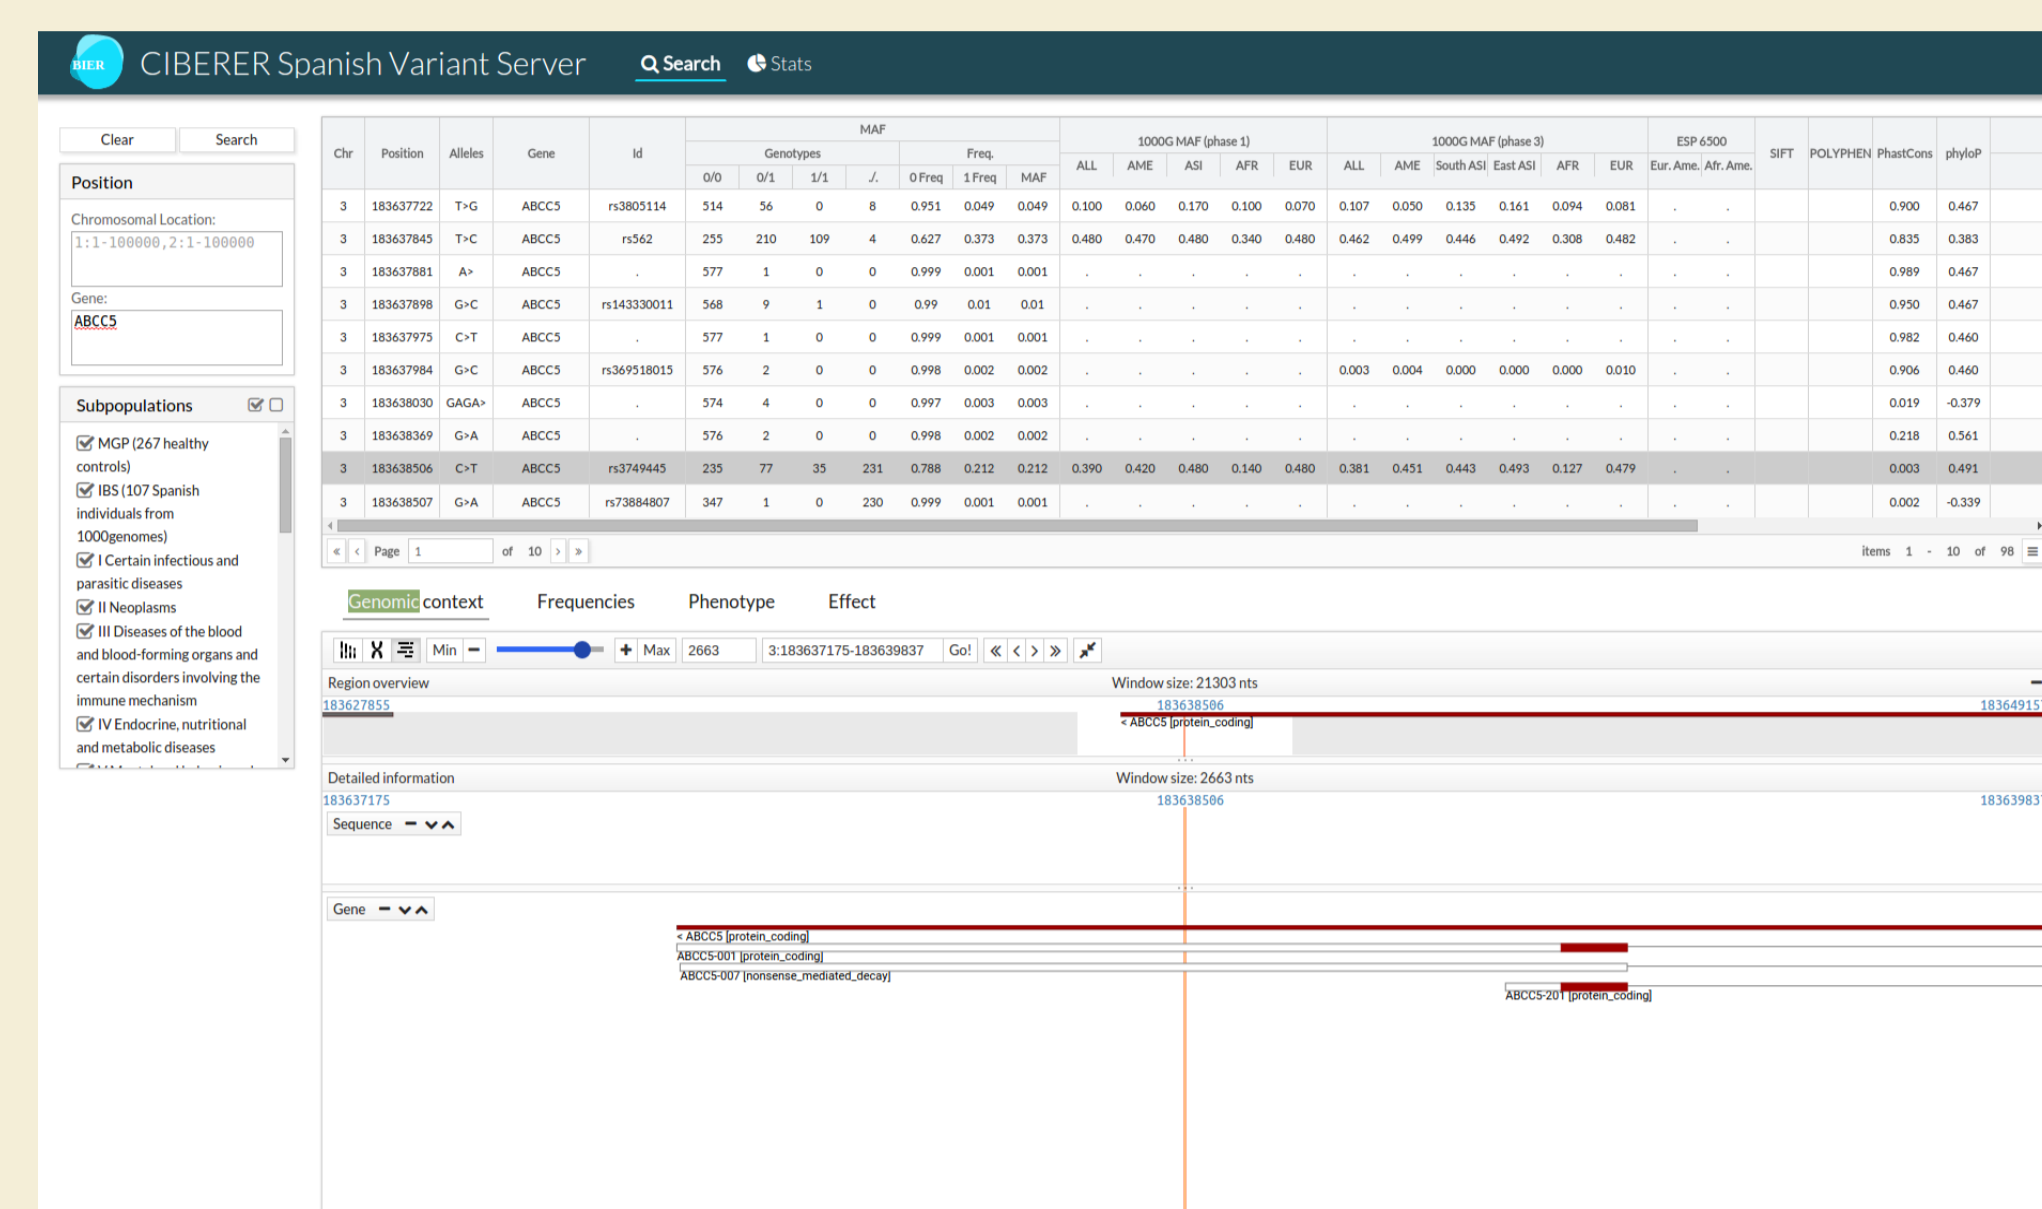 BIER CIBERER Spanish Variant Server Search Stats
Clear Search
Position
Chromosomal Location:
1:1-100000,2:1-100000
Gene:
ABCC5
Subpopulations
MGP (267 healthy
controls)
IBS (107 Spanish
individuals from
1000genomes)
I Certain infectious and
parasitic diseases
II Neoplasms
III Diseases of the blood
and blood-forming organs and
certain disorders involving the
immune mechanism
IV Endocrine, nutritional
and metabolic diseases
MAF
Chr Position Alleles Gene Id Genotypes Freq. 1000G MAF (phase 1) 1000G MAF (phase 3) ESP 6500 SIFT POLYPHEN PhastCons phyloP
0/0 0/1 1/1 ./. 0 Freq 1 Freq MAF ALL AME ASI AFR EUR ALL AME South ASI East ASI AFR EUR Eur. Ame. Afr. Ame.
3 183637722 T>G ABCC5 rs3805114 514 56 0 8 0.951 0.049 0.049 0.100 0.060 0.170 0.100 0.070 0.107 0.050 0.135 0.161 0.094 0.081 . . 0.900 0.467
3 183637845 T>C ABCC5 rs562 255 210 109 4 0.627 0.373 0.373 0.480 0.470 0.480 0.340 0.480 0.462 0.499 0.446 0.492 0.308 0.482 . . 0.835 0.383
3 183637881 A> ABCC5 . 577 1 0 0 0.999 0.001 0.001 . . . . . . . . . . . . . 0.989 0.467
3 183637898 G>C ABCC5 rs143330011 568 9 1 0 0.99 0.01 0.01 . . . . . . . . . . . . . 0.950 0.467
3 183637975 C>T ABCC5 . 577 1 0 0 0.999 0.001 0.001 . . . . . . . . . . . . . 0.982 0.460
3 183637984 G>C ABCC5 rs369518015 576 2 0 0 0.998 0.002 0.002 . . . . . 0.003 0.004 0.000 0.000 0.000 0.010 . . 0.906 0.460
3 183638030 GAGA> ABCC5 . 574 4 0 0 0.997 0.003 0.003 . . . . . . . . . . . . . 0.019 -0.379
3 183638369 G>A ABCC5 . 576 2 0 0 0.998 0.002 0.002 . . . . . . . . . . . . . 0.218 0.561
3 183638506 C>T ABCC5 rs3749445 235 77 35 231 0.788 0.212 0.212 0.390 0.420 0.480 0.140 0.480 0.381 0.451 0.443 0.493 0.127 0.479 . . 0.003 0.491
3 183638507 G>A ABCC5 rs73884807 347 1 0 230 0.999 0.001 0.001 . . . . . . . . . . . . . 0.002 -0.339
« < Page 1 of 10 > » items 1 - 10 of 98
Genomic context Frequencies Phenotype Effect
Min Max 2663 3:183637175-183639837 Go!
Region overview Window size: 21303 nts
183627855 183638506 18364915
< ABCC5 [protein_coding]
Detailed information Window size: 2663 nts
183637175 183638506 18363983
Sequence
Gene
< ABCC5 [protein_coding]
ABCC5-001 [protein_coding]
ABCC5-007 [nonsense_mediated_decay]
ABCC5-201 [protein_coding]